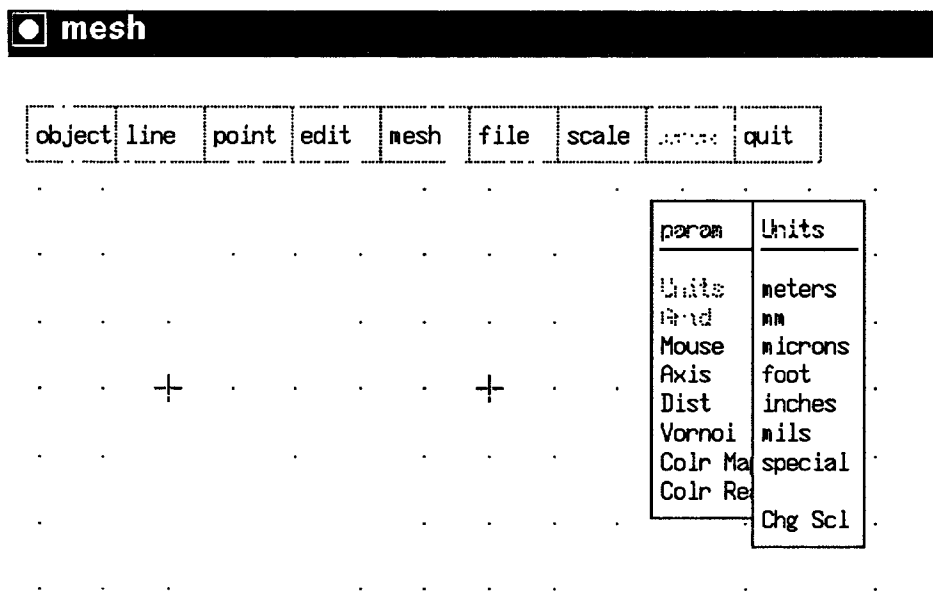 mesh
object line point edit mesh file scale quit
param Units
Units meters
mm
Mouse microns
Axis foot
Dist inches
Vornoi mils
Colr Ma special
Colr Re
Chg Scl